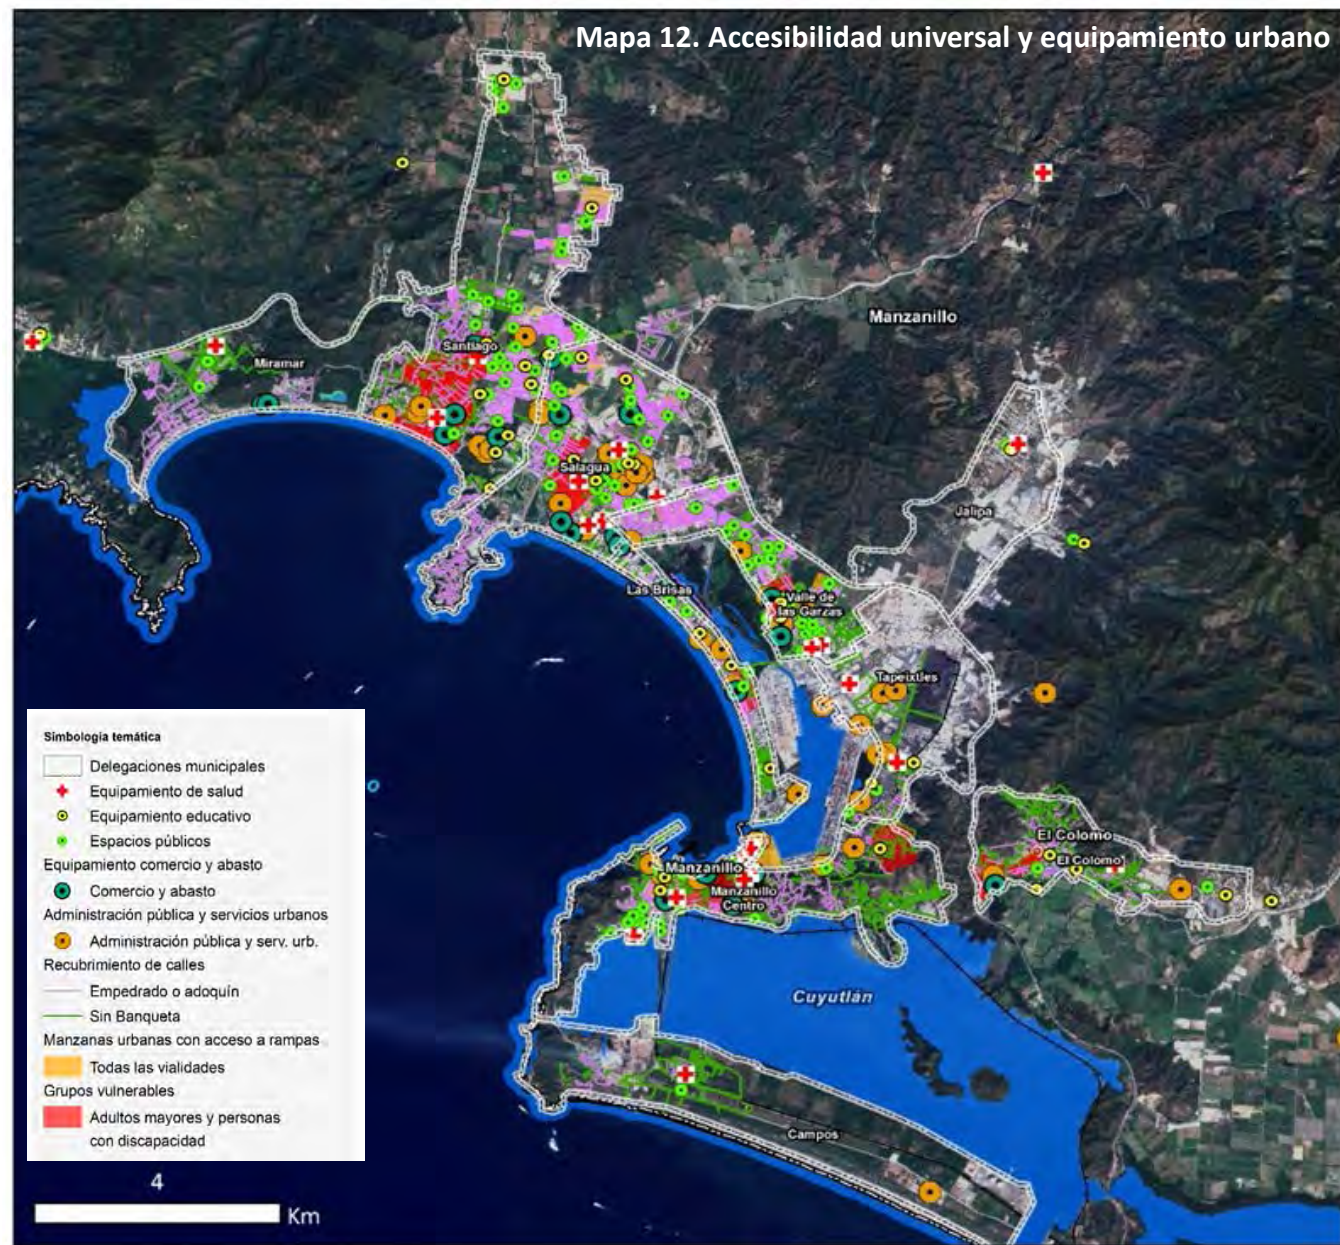 Mapa 12. Accesibilidad universal y equipamiento urbano
Manzanillo
Santiago
Miramar
Salagua
Jalipa
Las Brisas
Valle de
las Garzas
Tapeixtles
El Colomo
El Colomo
Manzanillo
Manzanillo
Centro
Cuyutlán
Campos
Simbología temática
Delegaciones municipales
Equipamiento de salud
Equipamiento educativo
Espacios públicos
Equipamiento comercio y abasto
Comercio y abasto
Administración pública y servicios urbanos
Administración pública y serv. urb.
Recubrimiento de calles
Empedrado o adoquín
Sin Banqueta
Manzanas urbanas con acceso a rampas
Todas las vialidades
Grupos vulnerables
Adultos mayores y personas
con discapacidad
4
Km